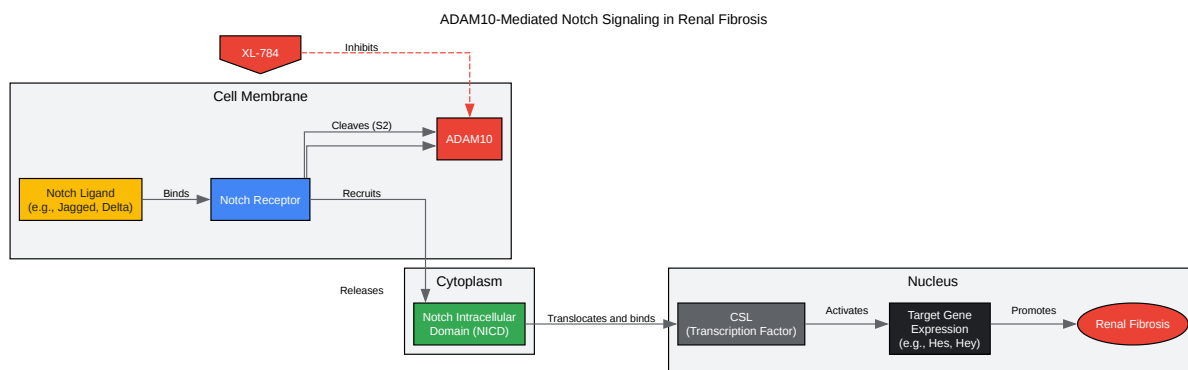 ADAM10-Mediated Notch Signaling in Renal Fibrosis
XL-784
Inhibits
Cell Membrane
Cleaves (S2)
ADAM10
Notch Ligand
(e.g., Jagged, Delta)
Binds
Notch Receptor
Recruits
Releases
Cytoplasm
Notch Intracellular
Domain (NICD)
Translocates and binds
Nucleus
CSL
(Transcription Factor)
Activates
Target Gene
Expression
(e.g., Hes, Hey)
Promotes
Renal Fibrosis